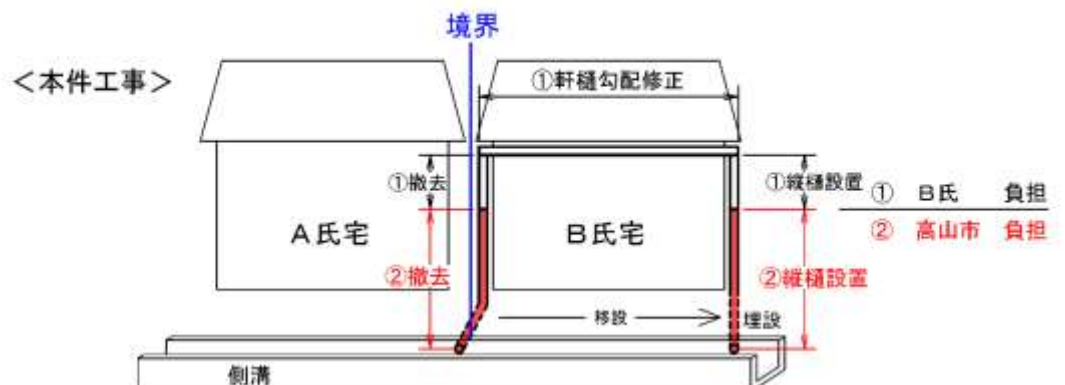 境界
<本件工事>
①軒樋勾配修正
①撤去
①縦樋設置
① B氏 負担
A氏宅
B氏宅
② 高山市 負担
②撤去
②縦樋設置
移設
埋設
側溝